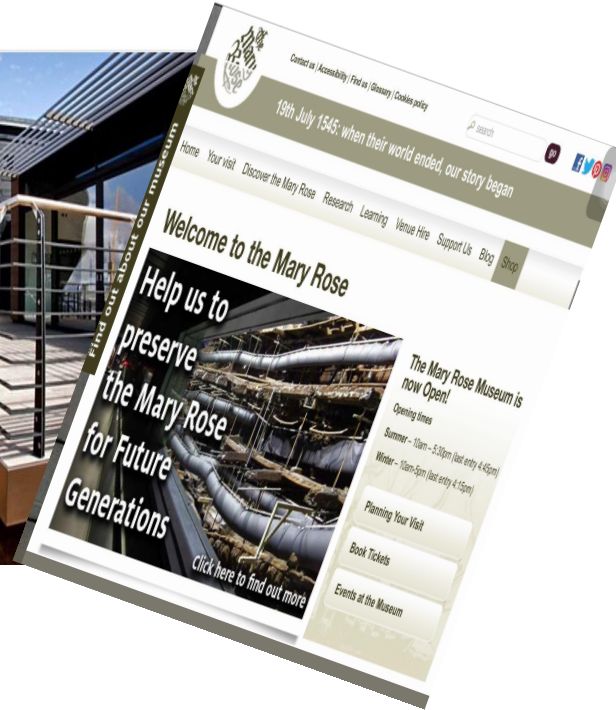 Contact us | Accessibility | Find us | Glossary | Cookies policy
search
go
19th July 1545: when their world ended, our story began
Home Your visit Discover the Mary Rose Research Learning Venue Hire Support Us Blog Shop
Find out about our museum
Welcome to the Mary Rose
Help us to
preserve
the Mary Rose
for Future
Generations
Click here to find out more
The Mary Rose Museum is
now Open!
Opening times
Summer – 10am – 5:30pm (last entry 4:45pm)
Winter – 10am-5pm (last entry 4:15pm)
Planning Your Visit
Book Tickets
Events at the Museum